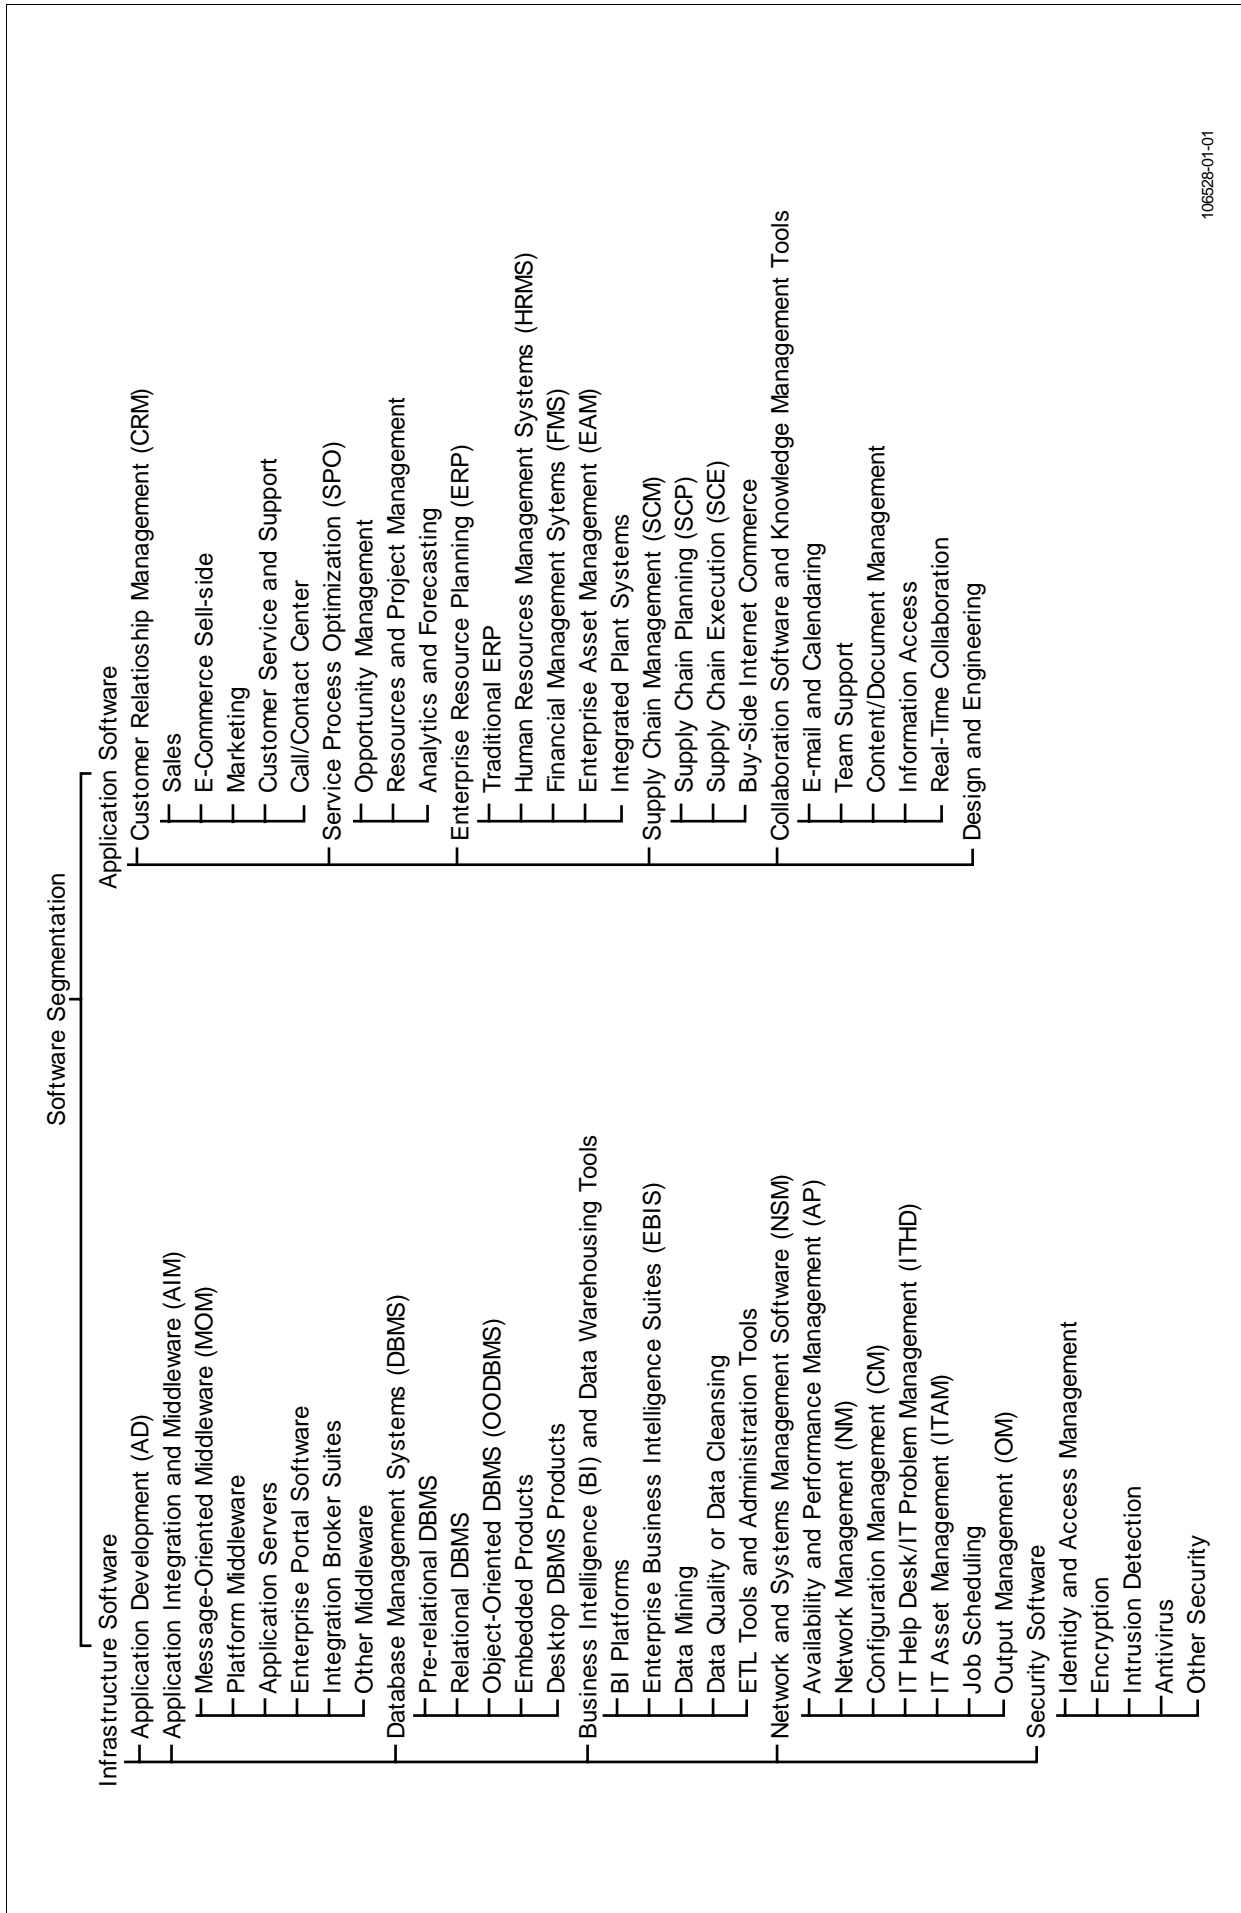 Software Segmentation
Infrastructure Software
Application Development (AD)
Application Integration and Middleware (AIM)
Message-Oriented Middleware (MOM)
Platform Middleware
Application Servers
Enterprise Portal Software
Integration Broker Suites
Other Middleware
Database Management Systems (DBMS)
Pre-relational DBMS
Relational DBMS
Object-Oriented DBMS (OODBMS)
Embedded Products
Desktop DBMS Products
Business Intelligence (BI) and Data Warehousing Tools
BI Platforms
Enterprise Business Intelligence Suites (EBIS)
Data Mining
Data Quality or Data Cleansing
ETL Tools and Administration Tools
Network and Systems Management Software (NSM)
Availability and Performance Management (AP)
Network Management (NM)
Configuration Management (CM)
IT Help Desk/IT Problem Management (ITHD)
IT Asset Management (ITAM)
Job Scheduling
Output Management (OM)
Security Software
Identidy and Access Management
Encryption
Intrusion Detection
Antivirus
Other Security
Application Software
Customer Relatioship Management (CRM)
Sales
E-Commerce Sell-side
Marketing
Customer Service and Support
Call/Contact Center
Service Process Optimization (SPO)
Opportunity Management
Resources and Project Management
Analytics and Forecasting
Enterprise Resource Planning (ERP)
Traditional ERP
Human Resources Management Systems (HRMS)
Financial Management Sytems (FMS)
Enterprise Asset Management (EAM)
Integrated Plant Systems
Supply Chain Management (SCM)
Supply Chain Planning (SCP)
Supply Chain Execution (SCE)
Buy-Side Internet Commerce
Collaboration Software and Knowledge Management Tools
E-mail and Calendaring
Team Support
Content/Document Management
Information Access
Real-Time Collaboration
Design and Engineering
106528-01-01